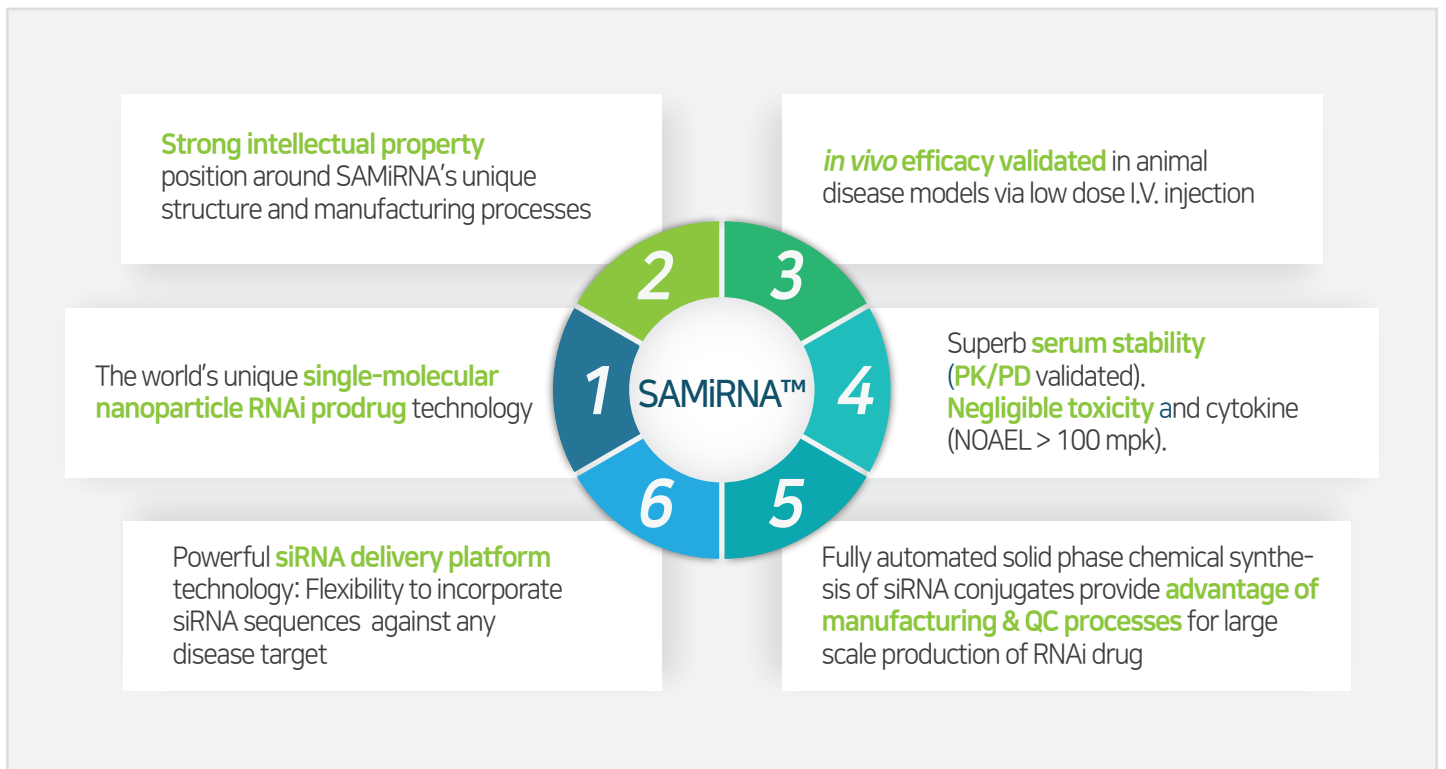 Strong intellectual property
position around SAMiRNA's unique
structure and manufacturing processes
in vivo efficacy validated in animal
disease models via low dose I.V. injection
2
3
The world's unique single-molecular
nanoparticle RNAi prodrug technology
1
SAMiRNA™
4
Superb serum stability
(PK/PD validated).
Negligible toxicity and cytokine
(NOAEL > 100 mpk).
6
5
Powerful siRNA delivery platform
technology: Flexibility to incorporate
siRNA sequences against any
disease target
Fully automated solid phase chemical synthe-
sis of siRNA conjugates provide advantage of
manufacturing & QC processes for large
scale production of RNAi drug